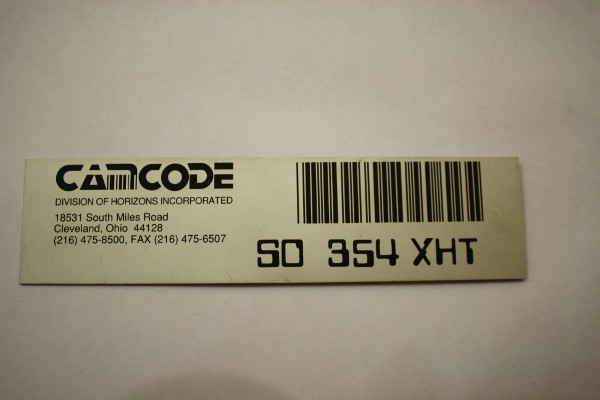 CAMCODE
DIVISION OF HORIZONS INCORPORATED
18531 South Miles Road
Cleveland, Ohio 44128
(216) 475-8500, FAX (216) 475-6507
SO 354 XHT